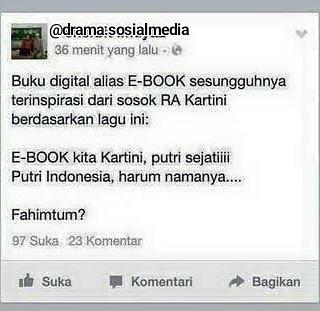 @drama.sosialmedia
36 menit yang lalu ·
Buku digital alias E-BOOK sesungguhnya
terinspirasi dari sosok RA Kartini
berdasarkan lagu ini:
E-BOOK kita Kartini, putri sejatiiii
Putri Indonesia, harum namanya....
Fahimtum?
97 Suka 23 Komentar
Suka Komentari Bagikan